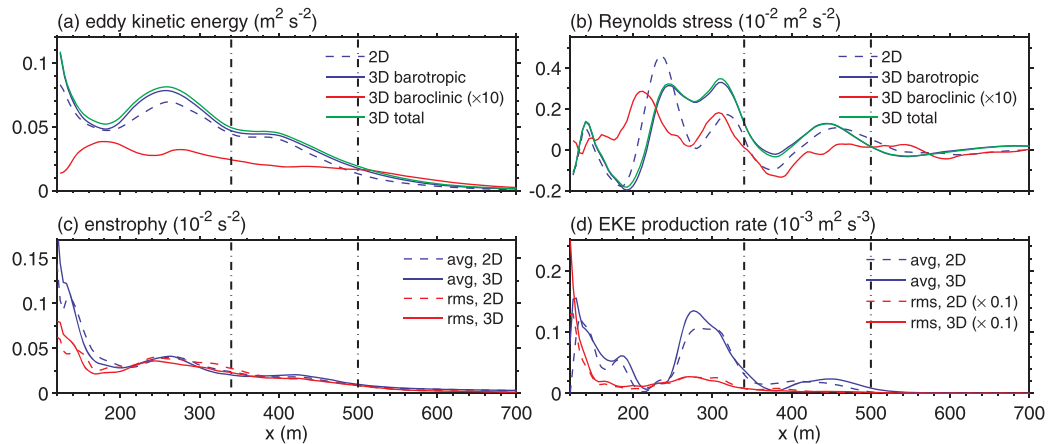 (a) eddy kinetic energy (m² s⁻²)
0.1
0.05
0
2D
3D barotropic
3D baroclinic (×10)
3D total
(b) Reynolds stress (10⁻² m² s⁻²)
0.4
0.2
0
-0.2
2D
3D barotropic
3D baroclinic (×10)
3D total
(c) enstrophy (10⁻² s⁻²)
0.15
0.1
0.05
0
avg, 2D
avg, 3D
rms, 2D
rms, 3D
200 300 400 500 600 700
x (m)
(d) EKE production rate (10⁻³ m² s⁻³)
0.2
0.1
0
avg, 2D
avg, 3D
rms, 2D (× 0.1)
rms, 3D (× 0.1)
200 300 400 500 600 700
x (m)